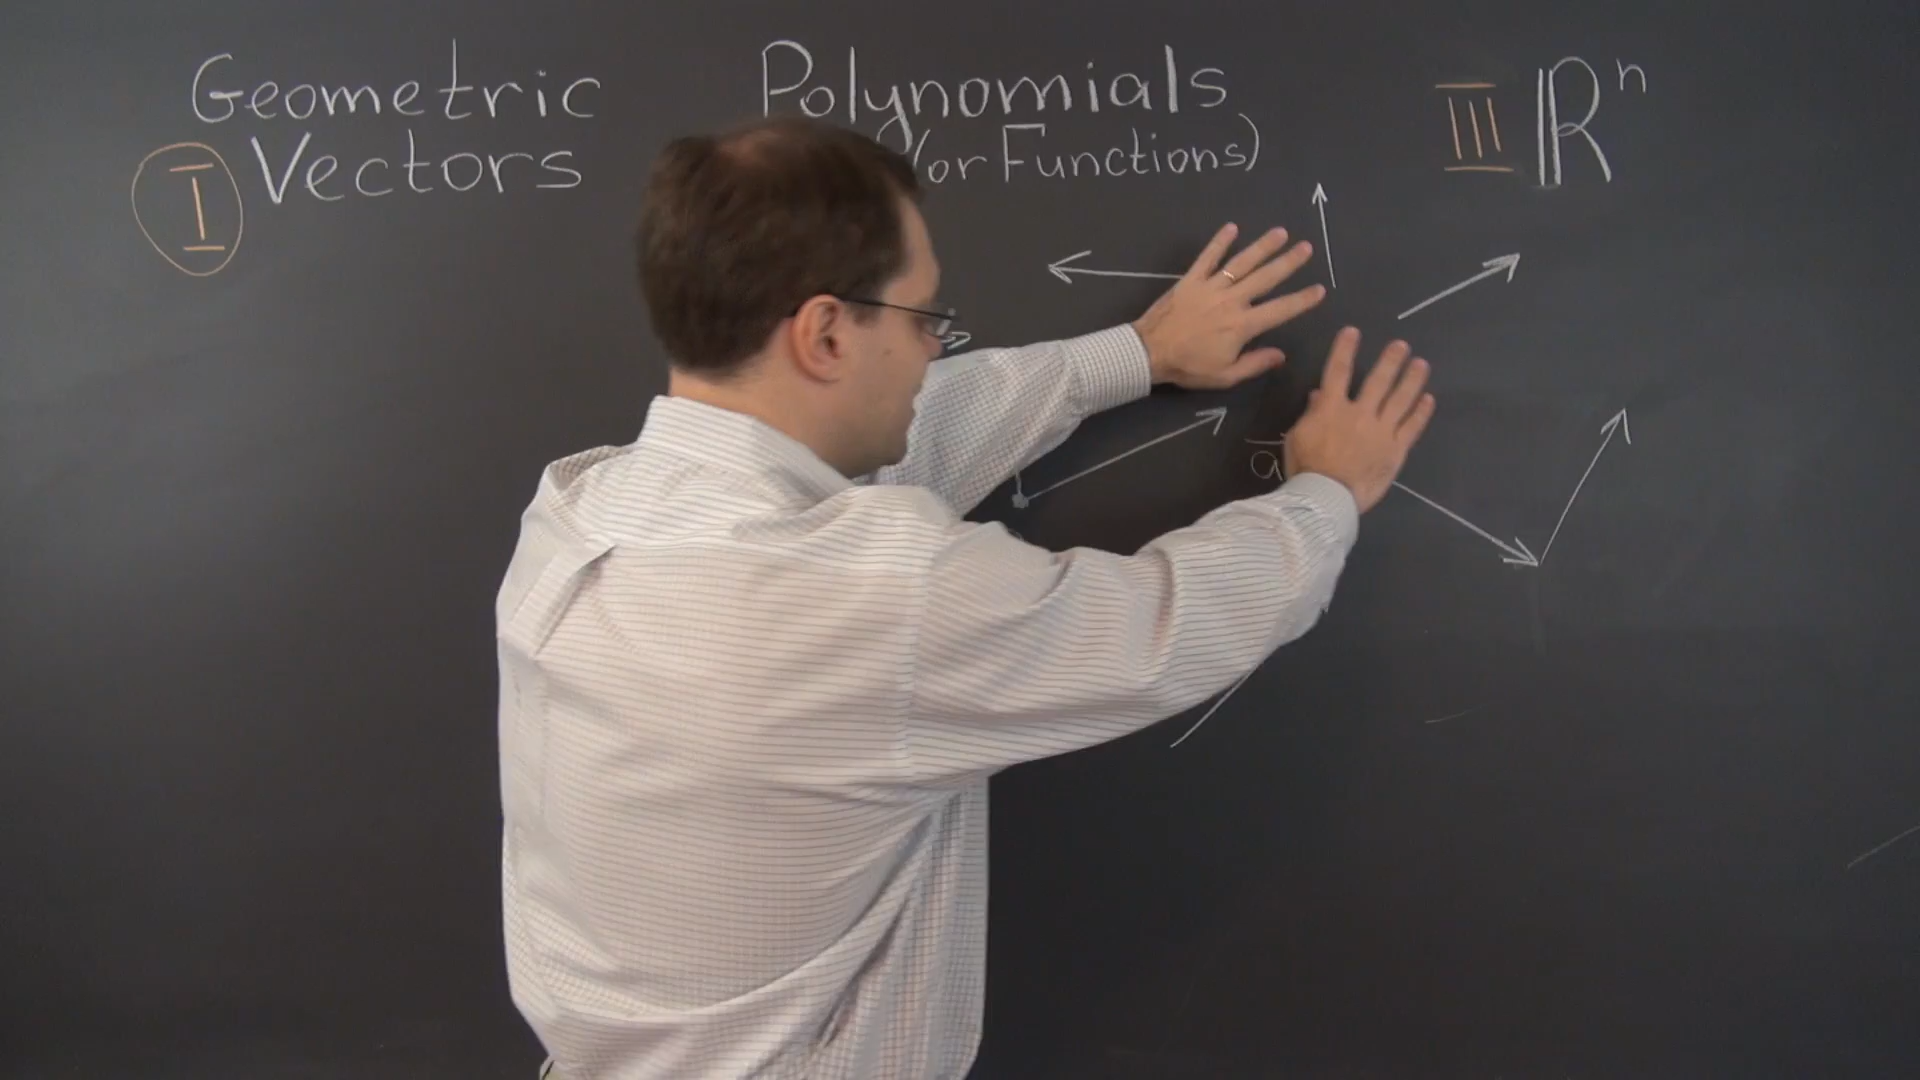 Geometric
I Vectors
Polynomials
(or Functions)
III ℝⁿ
a